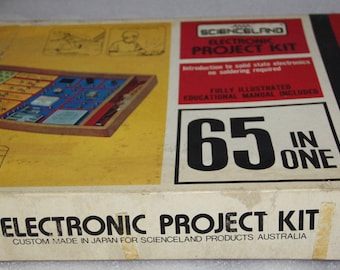 SCIENCELAND
ELECTRONIC
PROJECT KIT
Introduction to solid state electronics
no soldering required
FULLY ILLUSTRATED
EDUCATIONAL MANUAL INCLUDED
65 IN
ONE
ELECTRONIC PROJECT KIT
CUSTOM MADE IN JAPAN FOR SCIENCELAND PRODUCTS AUSTRALIA